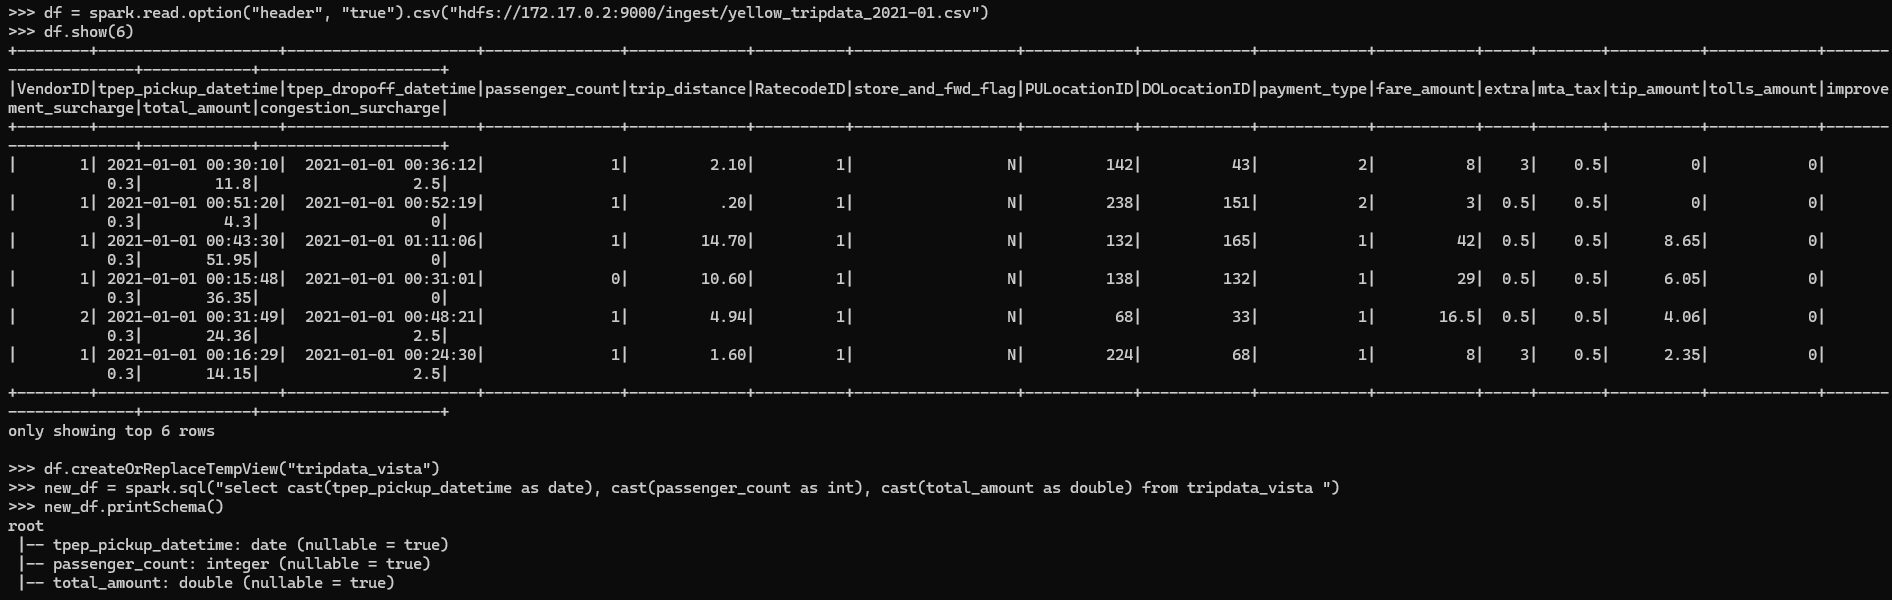 >>> df = spark.read.option("header", "true").csv("hdfs://172.17.0.2:9000/ingest/yellow_tripdata_2021-01.csv")
>>> df.show(6)
+--------+--------------------+---------------------+---------------+-------------+----------+------------------+------------+------------+------------+-----------+-----+-------+----------+------------+-------
--------------+------------+--------------------+
|VendorID|tpep_pickup_datetime|tpep_dropoff_datetime|passenger_count|trip_distance|RatecodeID|store_and_fwd_flag|PULocationID|DOLocationID|payment_type|fare_amount|extra|mta_tax|tip_amount|tolls_amount|improve
ment_surcharge|total_amount|congestion_surcharge|
+--------+--------------------+---------------------+---------------+-------------+----------+------------------+------------+------------+------------+-----------+-----+-------+----------+------------+-------
--------------+------------+--------------------+
|       1| 2021-01-01 00:30:10|  2021-01-01 00:36:12|              1|         2.10|         1|                 N|         142|          43|           2|          8|    3|    0.5|         0|           0|
           0.3|        11.8|                 2.5|
|       1| 2021-01-01 00:51:20|  2021-01-01 00:52:19|              1|          .20|         1|                 N|         238|         151|           2|          3|  0.5|    0.5|         0|           0|
           0.3|         4.3|                   0|
|       1| 2021-01-01 00:43:30|  2021-01-01 01:11:06|              1|        14.70|         1|                 N|         132|         165|           1|         42|  0.5|    0.5|      8.65|           0|
           0.3|       51.95|                   0|
|       1| 2021-01-01 00:15:48|  2021-01-01 00:31:01|              0|        10.60|         1|                 N|         138|         132|           1|         29|  0.5|    0.5|      6.05|           0|
           0.3|       36.35|                   0|
|       2| 2021-01-01 00:31:49|  2021-01-01 00:48:21|              1|         4.94|         1|                 N|          68|          33|           1|       16.5|  0.5|    0.5|      4.06|           0|
           0.3|       24.36|                 2.5|
|       1| 2021-01-01 00:16:29|  2021-01-01 00:24:30|              1|         1.60|         1|                 N|         224|          68|           1|          8|    3|    0.5|      2.35|           0|
           0.3|       14.15|                 2.5|
+--------+--------------------+---------------------+---------------+-------------+----------+------------------+------------+------------+------------+-----------+-----+-------+----------+------------+-------
--------------+------------+--------------------+
only showing top 6 rows

>>> df.createOrReplaceTempView("tripdata_vista")
>>> new_df = spark.sql("select cast(tpep_pickup_datetime as date), cast(passenger_count as int), cast(total_amount as double) from tripdata_vista ")
>>> new_df.printSchema()
root
 |-- tpep_pickup_datetime: date (nullable = true)
 |-- passenger_count: integer (nullable = true)
 |-- total_amount: double (nullable = true)